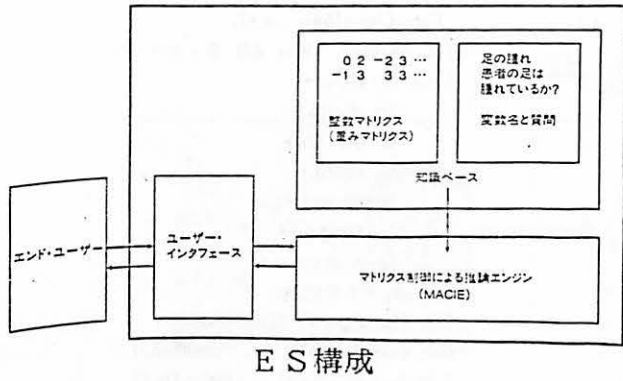 0 2 −2 3 …
−1 3 3 3 …
整数マトリクス
(重みマトリクス)
足の腫れ
患者の足は
腫れているか?
変数名と質問
知識ベース
エンド・ユーザー
ユーザー・
インタフェース
マトリクス制御による推論エンジン
(MACIE)
ES構成